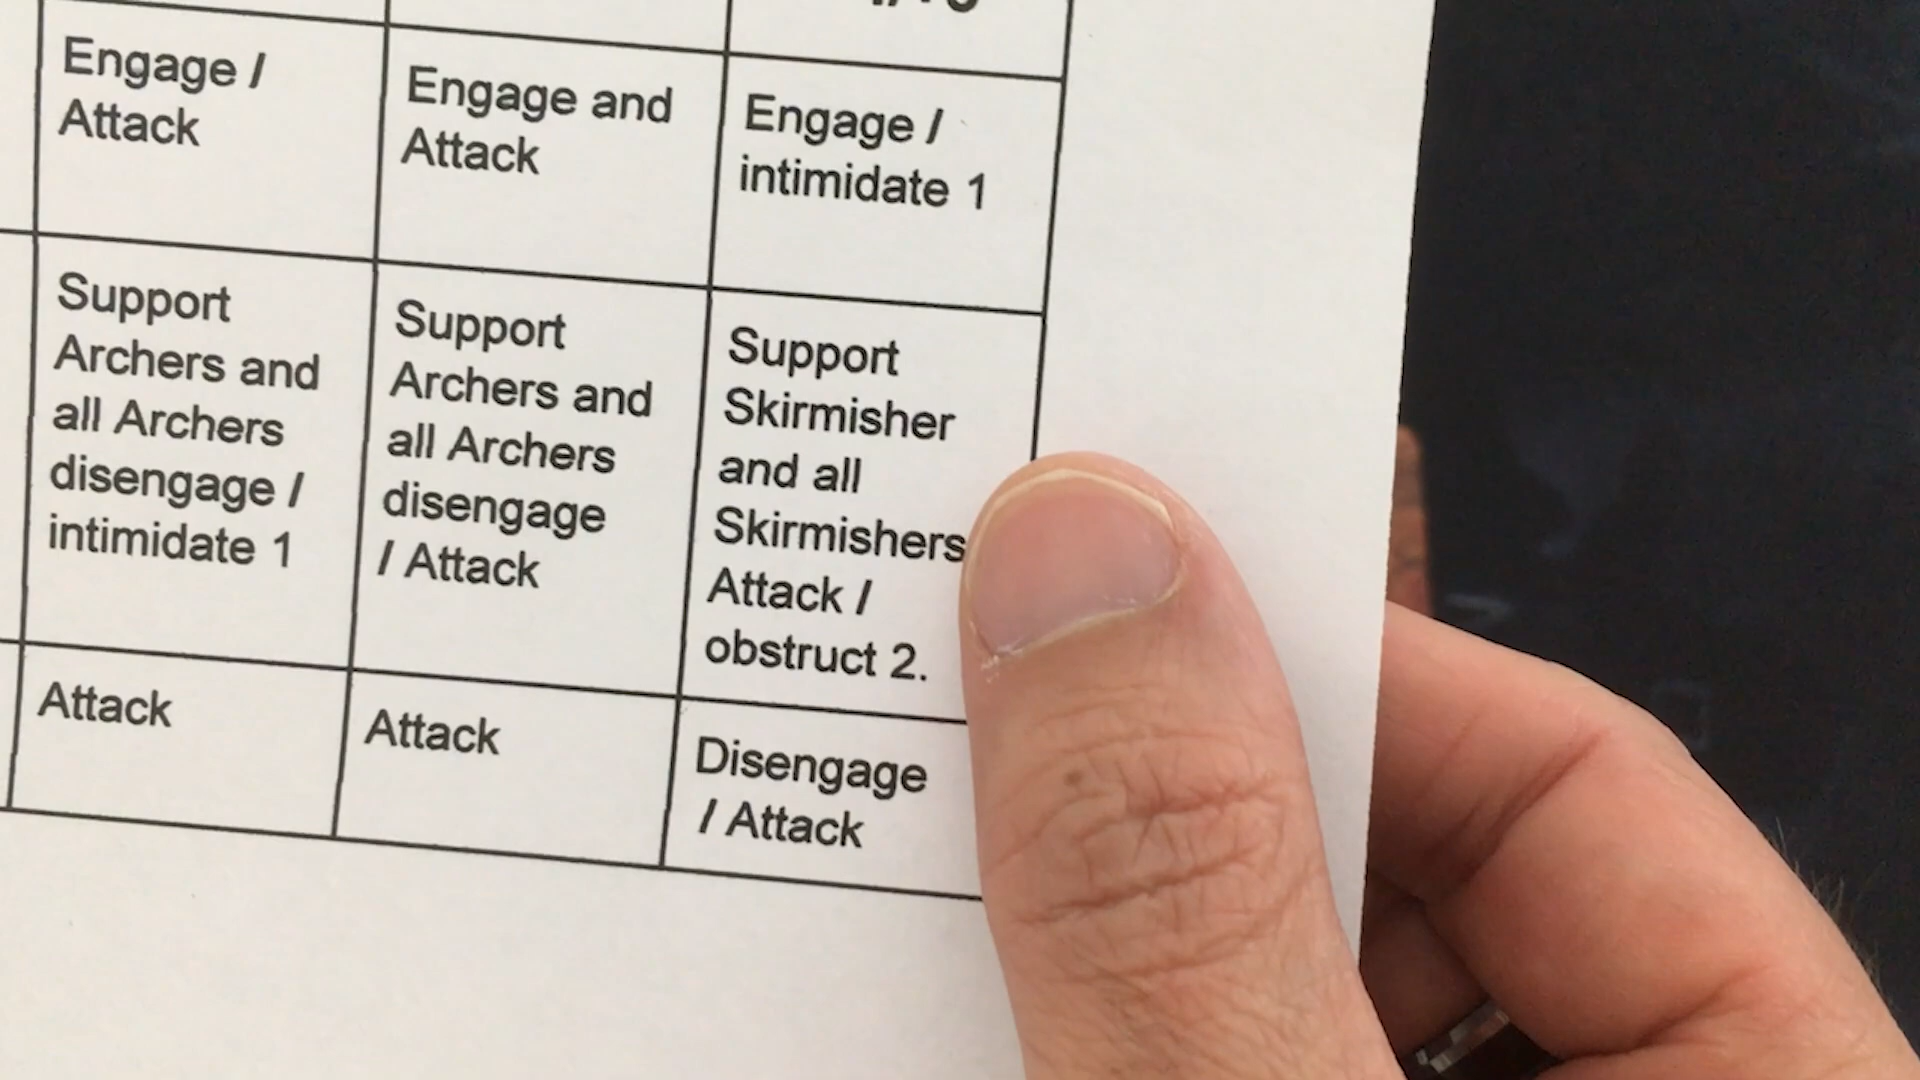 Engage /
Attack
Engage and
Attack
Engage /
intimidate 1
Support
Archers and
all Archers
disengage /
intimidate 1
Support
Archers and
all Archers
disengage
/ Attack
Support
Skirmisher
and all
Skirmishers
Attack /
obstruct 2.
Attack
Attack
Disengage
/ Attack